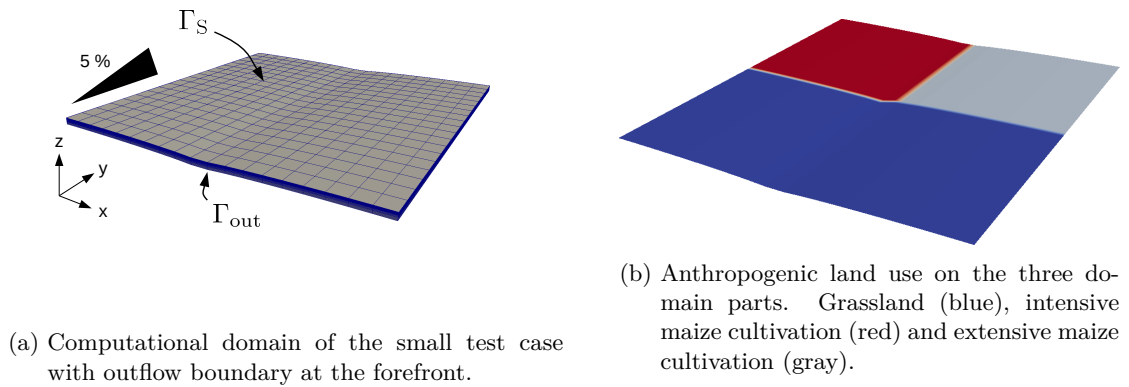 Γ_S
5 %
z
y
x
Γ_out
(a) Computational domain of the small test case
with outflow boundary at the forefront.
(b) Anthropogenic land use on the three do-
main parts. Grassland (blue), intensive
maize cultivation (red) and extensive maize
cultivation (gray).